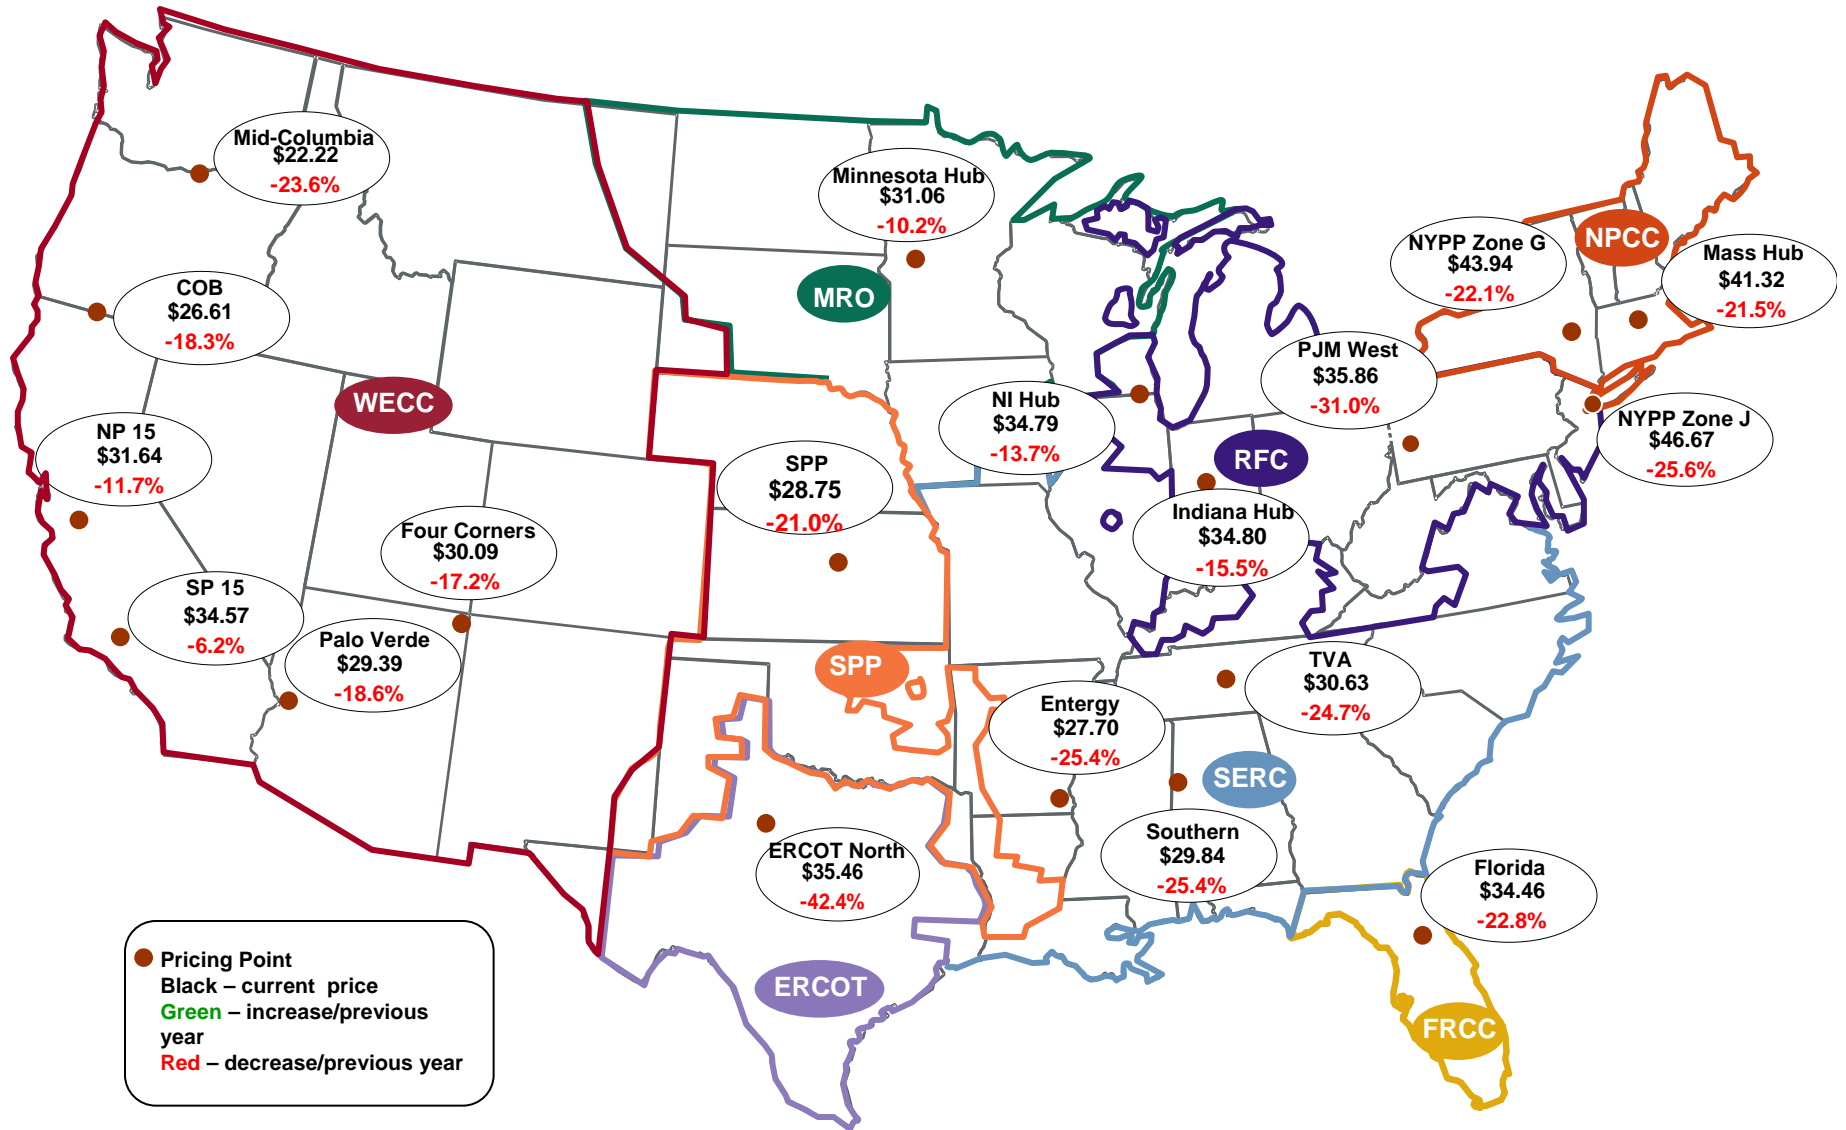 Mid-Columbia
$22.22
-23.6%
Minnesota Hub
$31.06
-10.2%
NYPP Zone G
$43.94
-22.1%
NPCC
Mass Hub
$41.32
-21.5%
COB
$26.61
-18.3%
MRO
PJM West
$35.86
-31.0%
WECC
NI Hub
$34.79
-13.7%
NYPP Zone J
$46.67
-25.6%
NP 15
$31.64
-11.7%
SPP
$28.75
-21.0%
RFC
Indiana Hub
$34.80
-15.5%
Four Corners
$30.09
-17.2%
SP 15
$34.57
-6.2%
Palo Verde
$29.39
-18.6%
SPP
TVA
$30.63
-24.7%
Entergy
$27.70
-25.4%
SERC
Southern
$29.84
-25.4%
ERCOT North
$35.46
-42.4%
Florida
$34.46
-22.8%
ERCOT
FRCC
Pricing Point
Black – current price
Green – increase/previous
year
Red – decrease/previous year